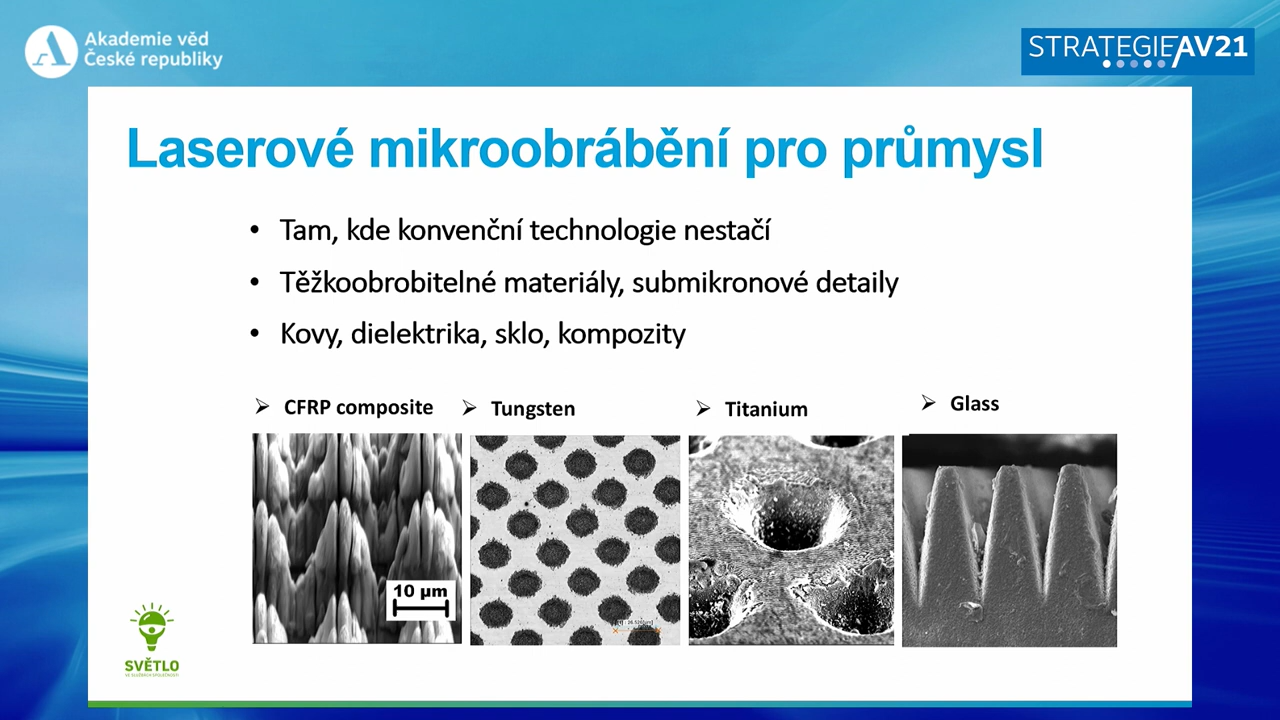 Akademie věd
České republiky
STRATEGIE AV21
Laserové mikroobrábění pro průmysl
• Tam, kde konvenční technologie nestačí
• Těžkoobrobitelné materiály, submikronové detaily
• Kovy, dielektrika, sklo, kompozity
➢ CFRP composite
➢ Tungsten
➢ Titanium
➢ Glass
10 µm
SVĚTLO
VE SLUŽBÁCH SPOLEČNOSTI